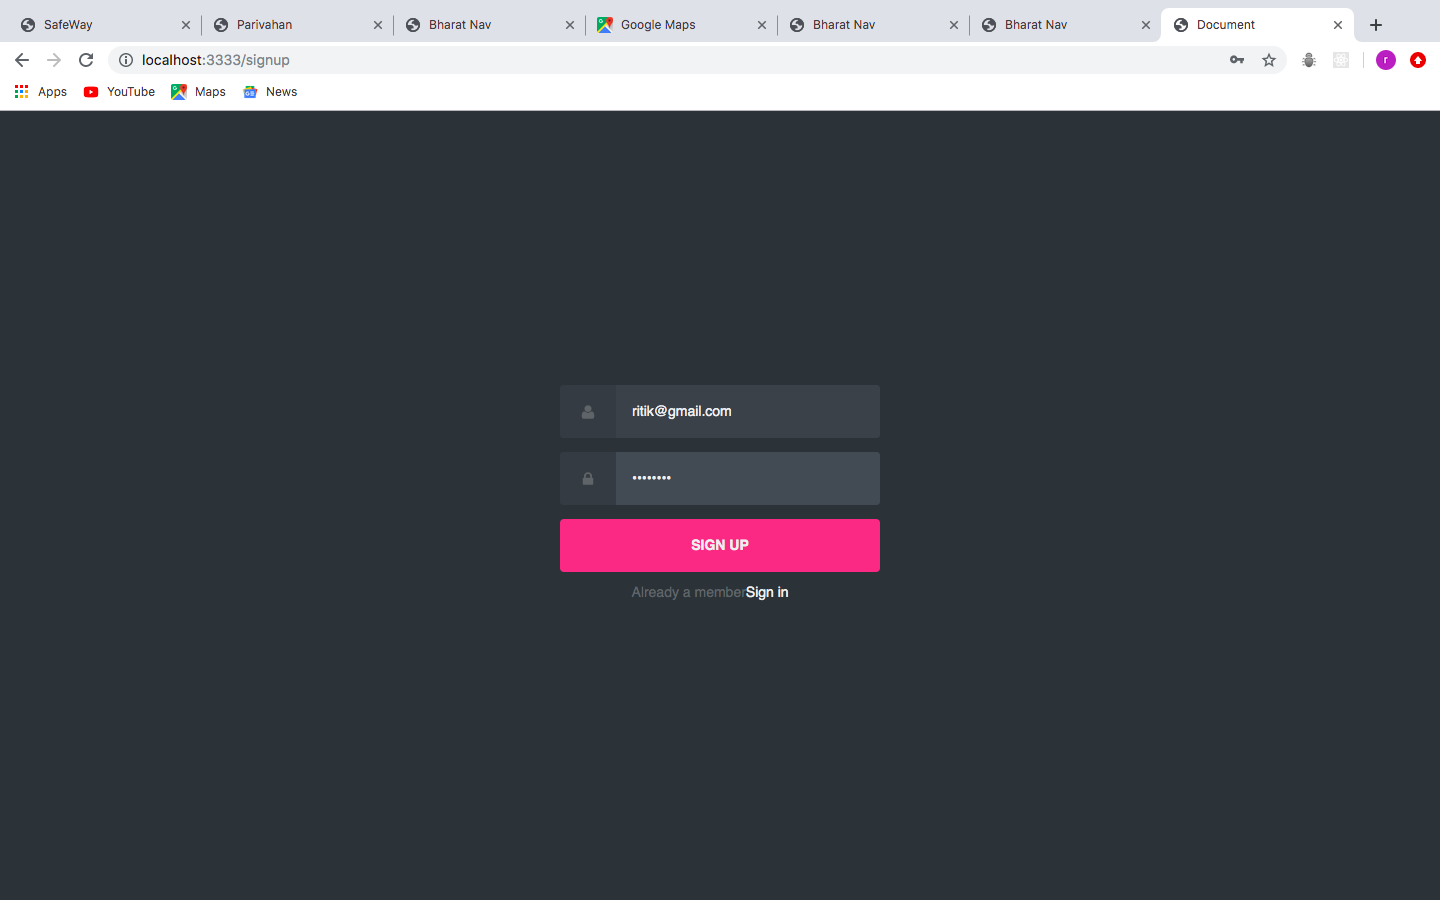 SafeWay Parivahan Bharat Nav Google Maps Bharat Nav Bharat Nav Document
localhost:3333/signup r
Apps YouTube Maps News
ritik@gmail.com
••••••••
SIGN UP
Already a memberSign in